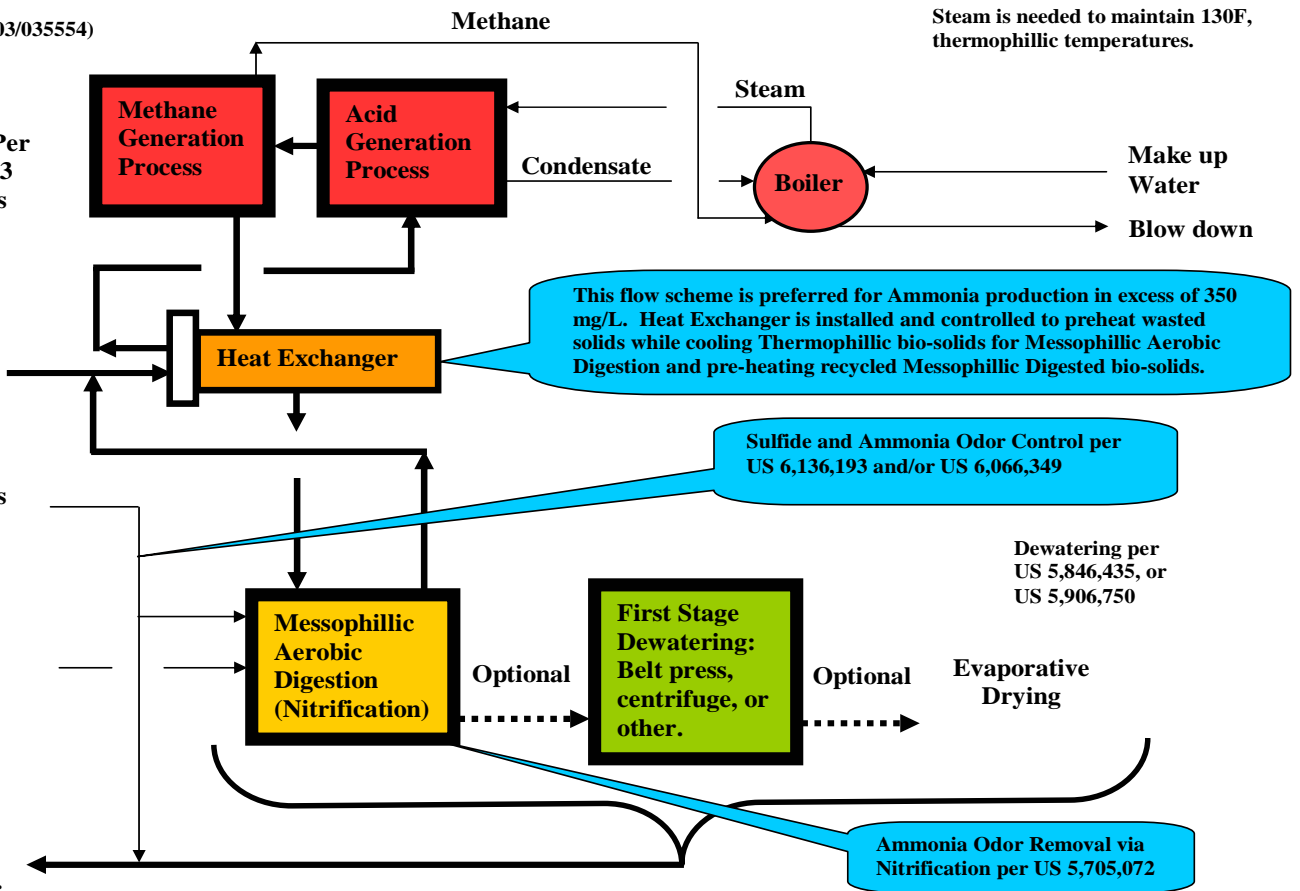 03/035554)
Methane
Steam is needed to maintain 130F,
thermophillic temperatures.
Methane
Generation
Process
Acid
Generation
Process
Steam
Condensate
Boiler
Make up
Water
Blow down
Per
3
s
This flow scheme is preferred for Ammonia production in excess of 350
mg/L. Heat Exchanger is installed and controlled to preheat wasted
solids while cooling Thermophillic bio-solids for Messophillic Aerobic
Digestion and pre-heating recycled Messophillic Digested bio-solids.
Heat Exchanger
Sulfide and Ammonia Odor Control per
US 6,136,193 and/or US 6,066,349
s
Dewatering per
US 5,846,435, or
US 5,906,750
Messophillic
Aerobic
Digestion
(Nitrification)
Optional
First Stage
Dewatering:
Belt press,
centrifuge, or
other.
Optional
Evaporative
Drying
Ammonia Odor Removal via
Nitrification per US 5,705,072